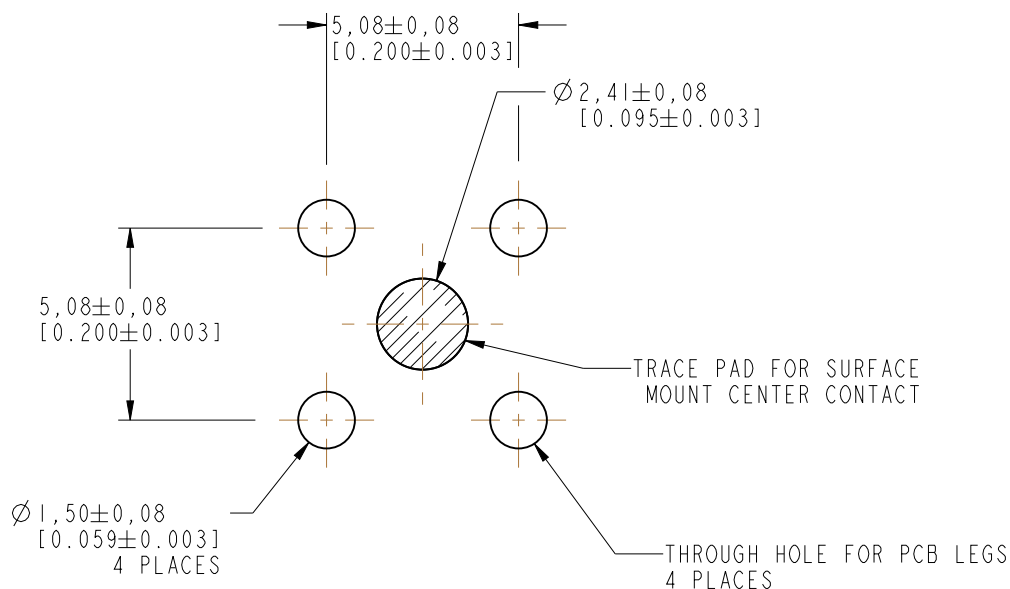 5,08±0,08
[0.200±0.003]
Ø2,41±0,08
[0.095±0.003]
5,08±0,08
[0.200±0.003]
TRACE PAD FOR SURFACE
MOUNT CENTER CONTACT
Ø1,50±0,08
[0.059±0.003]
4 PLACES
THROUGH HOLE FOR PCB LEGS
4 PLACES